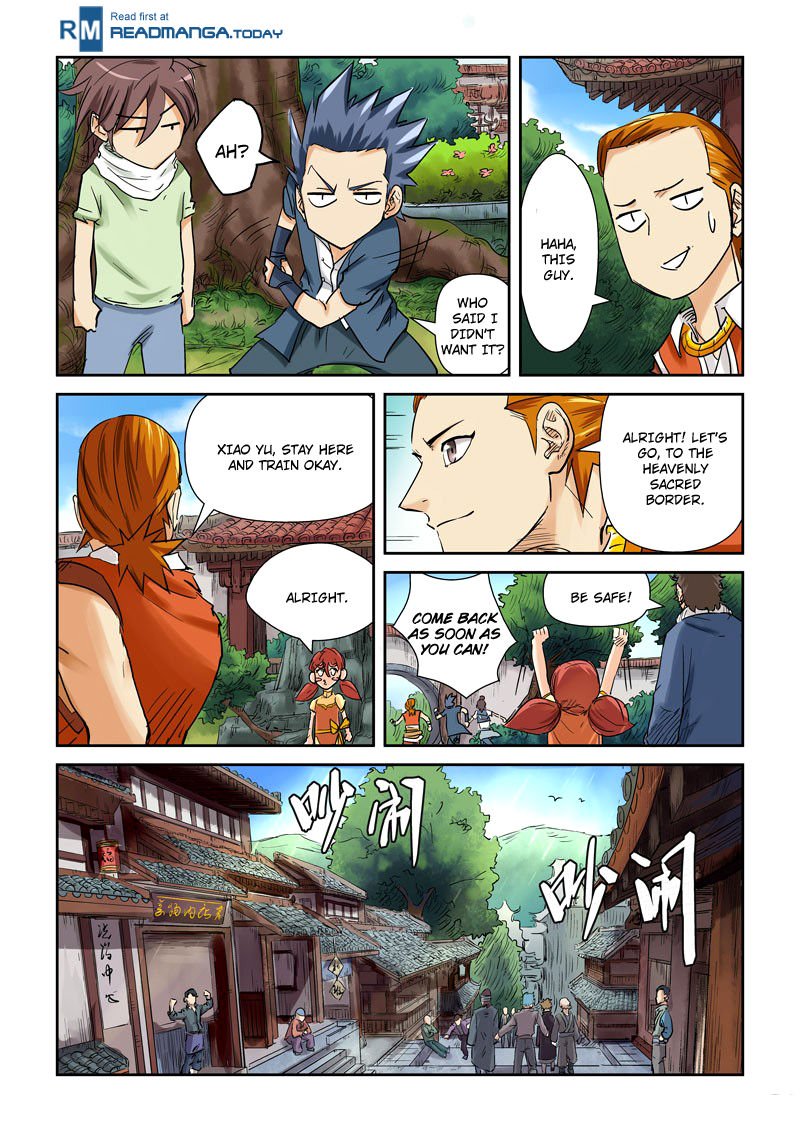 RM
Read first at
READMANGA.TODAY
AH?
WHO
SAID I
DIDN'T
WANT IT?
HAHA,
THIS
GUY.
XIAO YU, STAY HERE
AND TRAIN OKAY.
ALRIGHT.
ALRIGHT! LET'S
GO, TO THE
HEAVENLY
SACRED
BORDER.
COME BACK
AS SOON AS
YOU CAN!
BE SAFE!
吵闹
吵闹